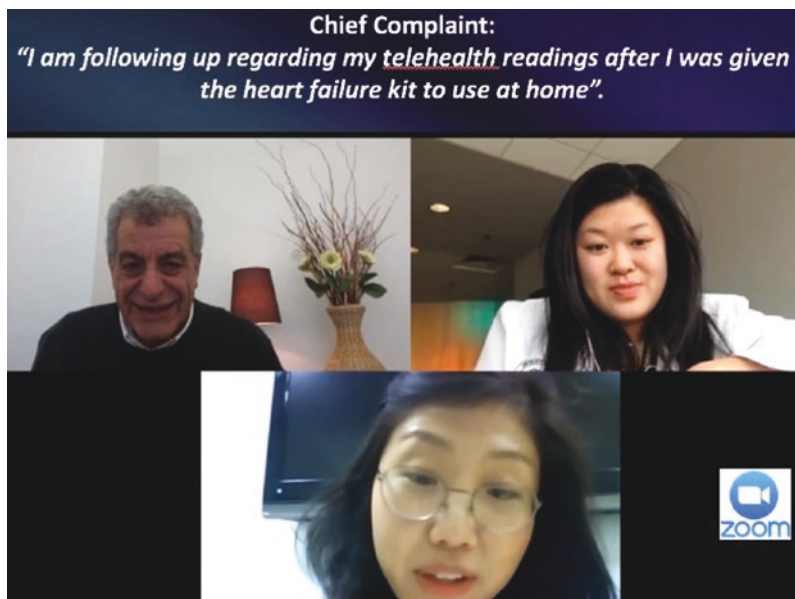 Chief Complaint:
“I am following up regarding my telehealth readings after I was given
the heart failure kit to use at home”.
zoom